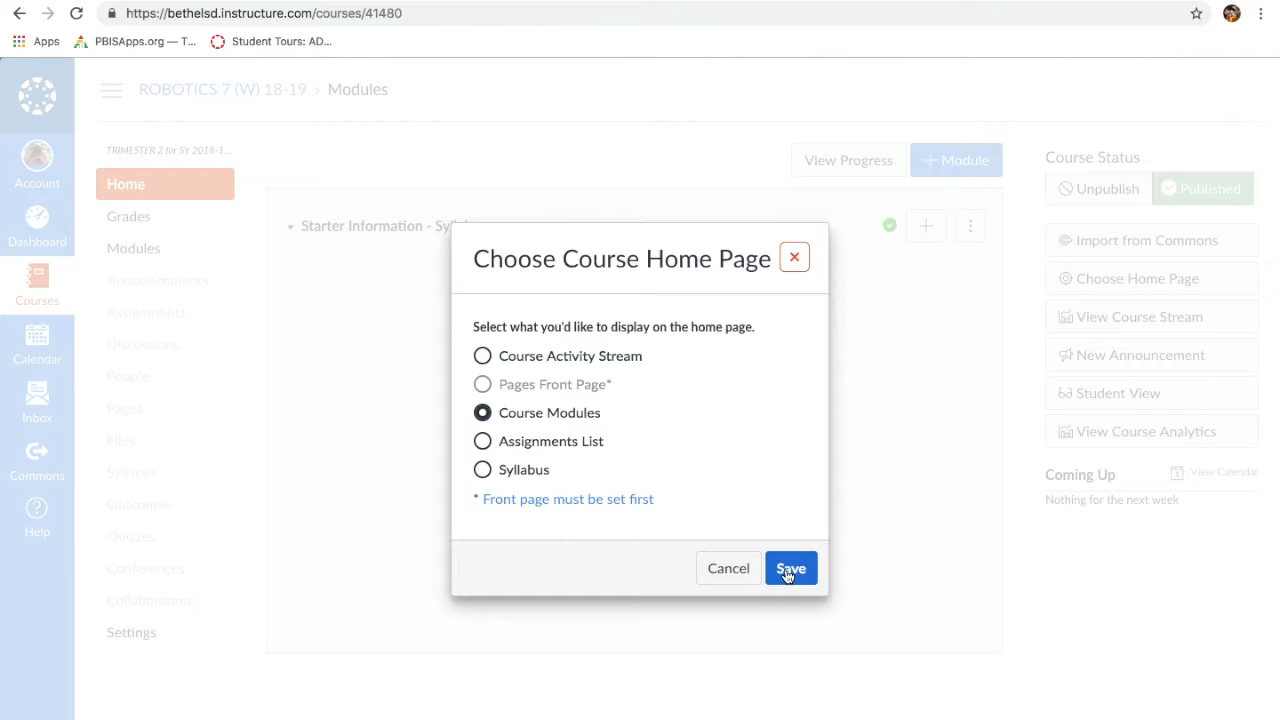 https://bethelsd.instructure.com/courses/41480
Apps
PBISApps.org — T...
Student Tours: AD...
ROBOTICS 7 (W) 18-19 › Modules
TRIMESTER 2 for SY 2018-1...
Account
Dashboard
Courses
Calendar
Inbox
Commons
Help
Home
Grades
Modules
Announcements
Assignments
Discussions
People
Pages
Files
Syllabus
Outcomes
Quizzes
Conferences
Collaborations
Settings
View Progress
+ Module
Starter Information - Syl
Choose Course Home Page
Select what you'd like to display on the home page.
Course Activity Stream
Pages Front Page*
Course Modules
Assignments List
Syllabus
* Front page must be set first
Cancel
Save
Course Status
Unpublish
Published
Import from Commons
Choose Home Page
View Course Stream
New Announcement
Student View
View Course Analytics
Coming Up
View Calendar
Nothing for the next week